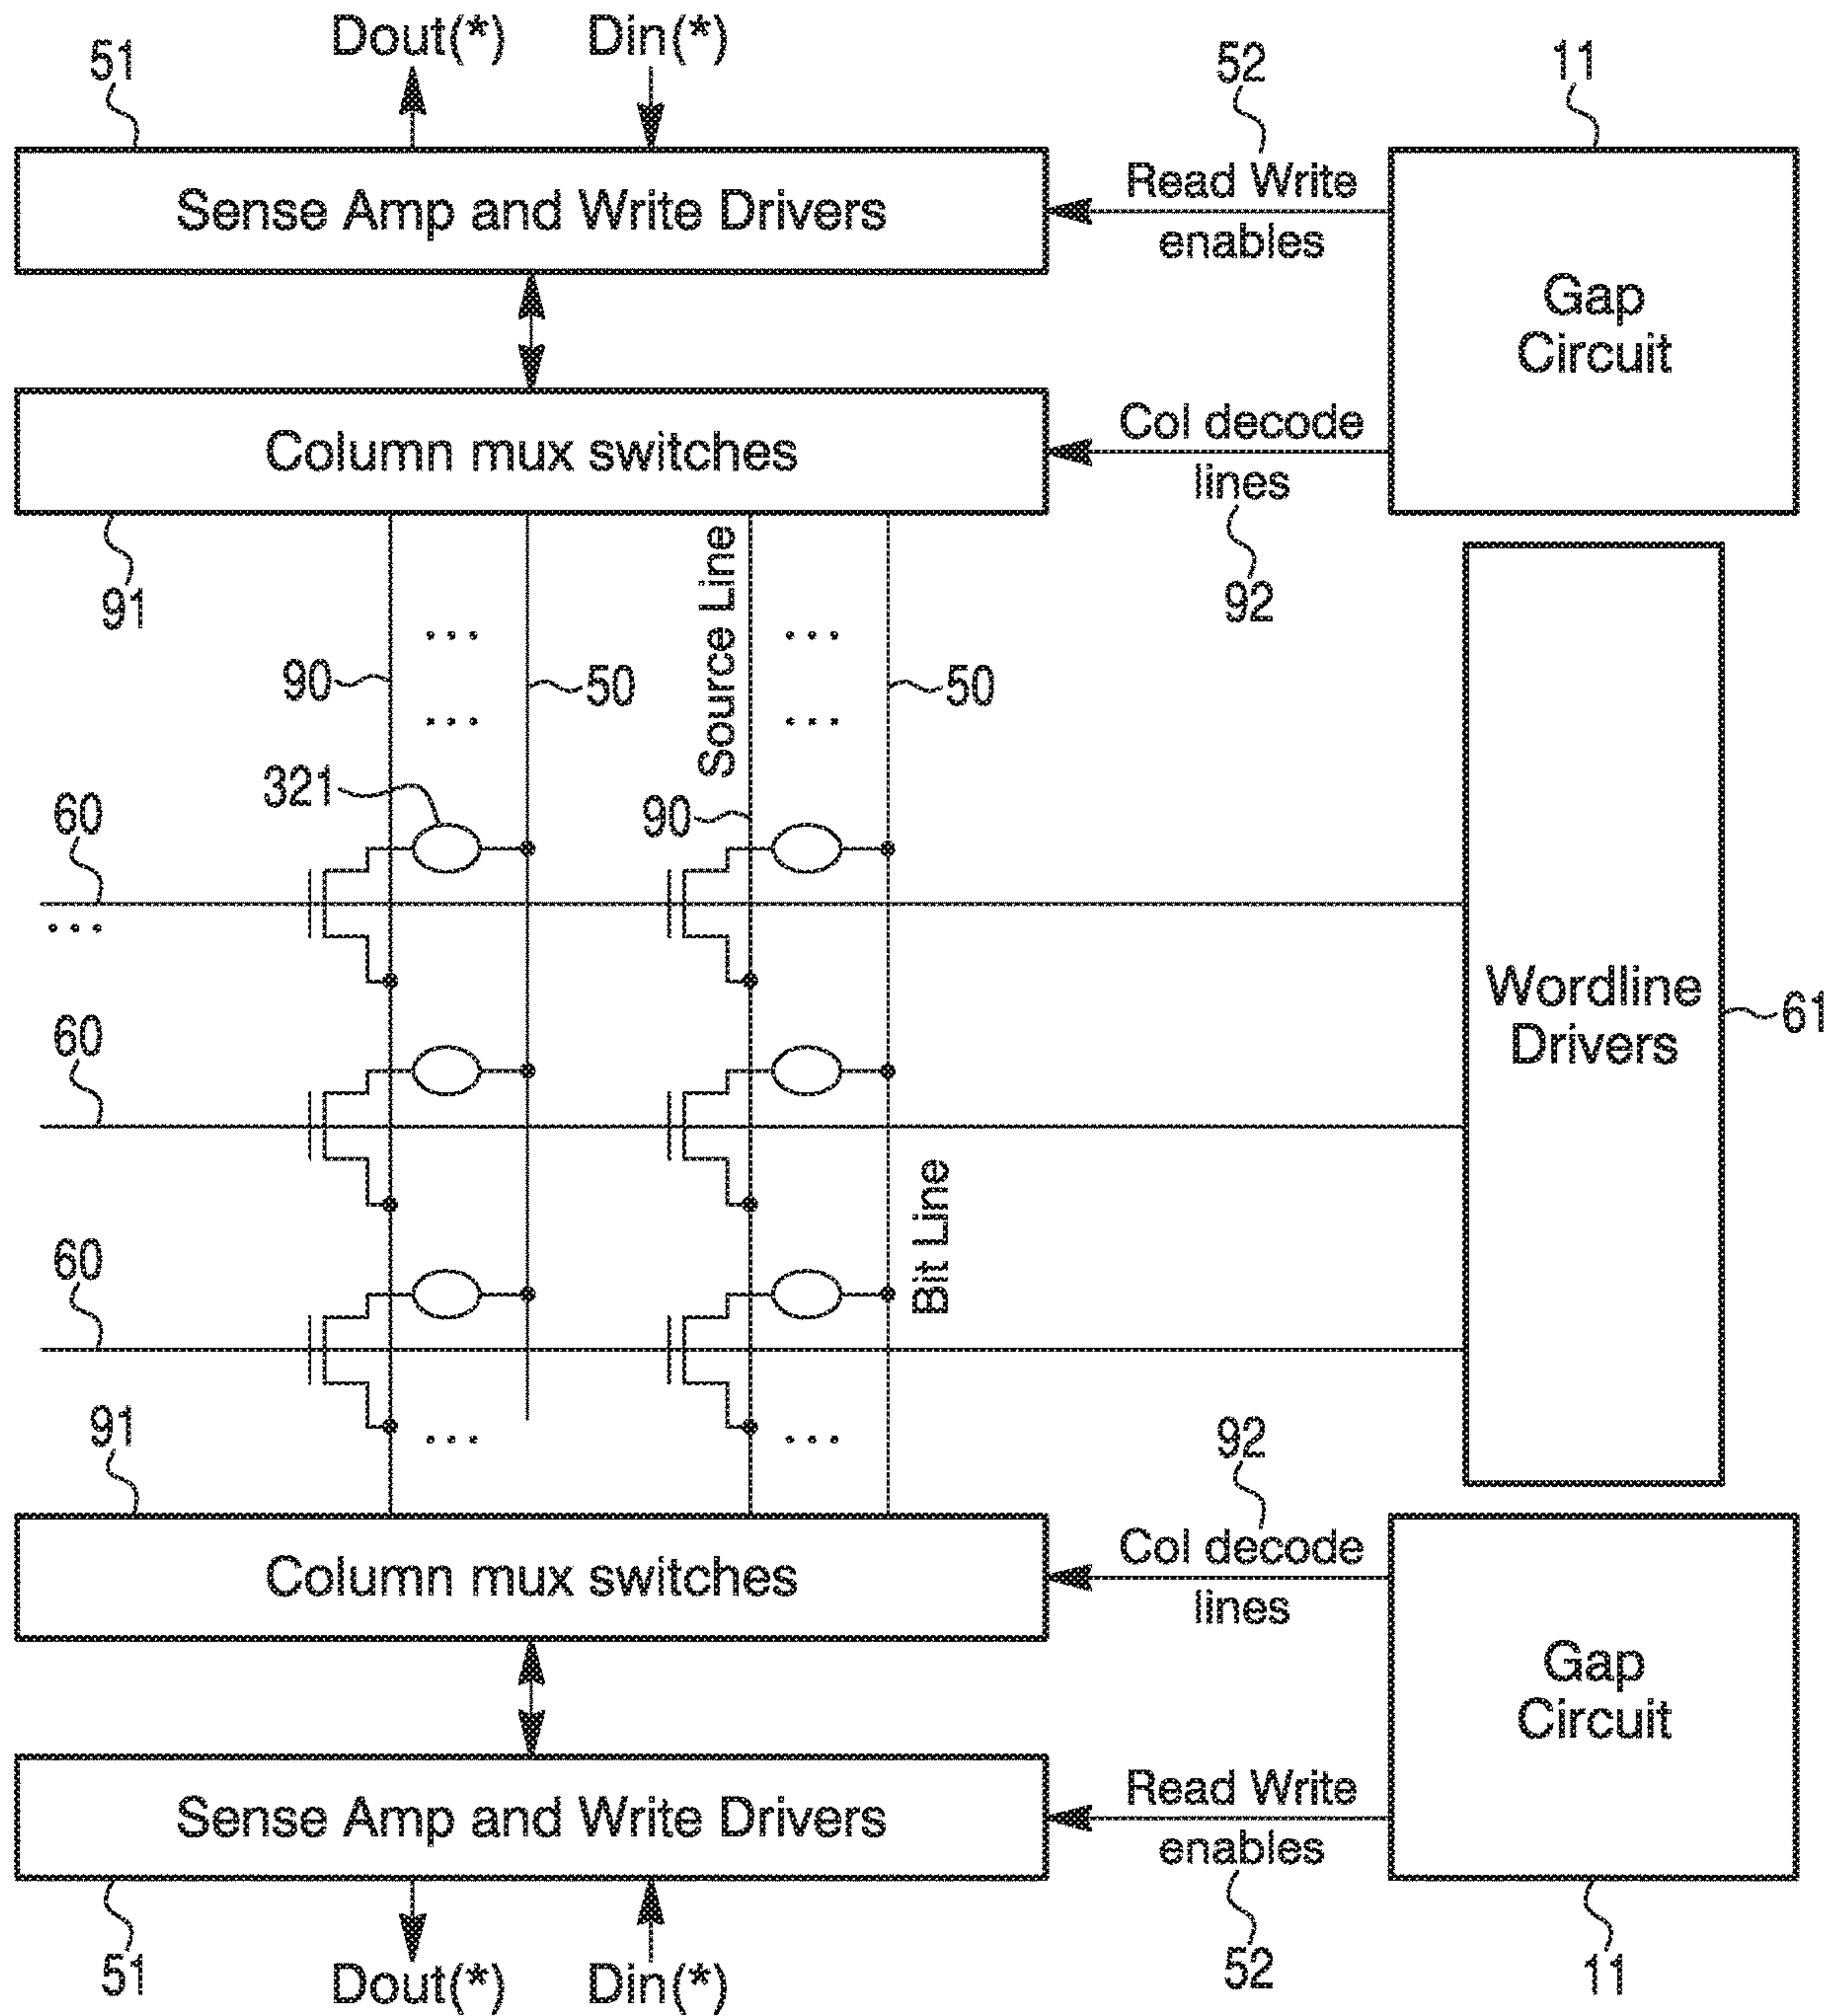 Dout(*) Din(*)
51 52 11
Sense Amp and Write Drivers
Read Write
enables
Gap
Circuit
Column mux switches
Col decode
lines
91 92
Source Line
90 50 50
321 90
60
60
60
Bit Line
Wordline
Drivers
61
91 92
Column mux switches
Col decode
lines
Gap
Circuit
Sense Amp and Write Drivers
Read Write
enables
51 52 11
Dout(*) Din(*)